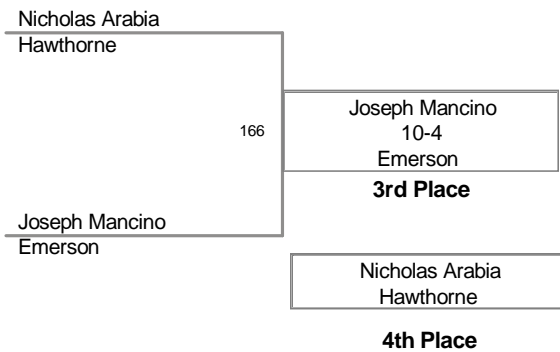 Nicholas Arabia
Hawthorne
166
Joseph Mancino
10-4
Emerson
3rd Place
Joseph Mancino
Emerson
Nicholas Arabia
Hawthorne
4th Place